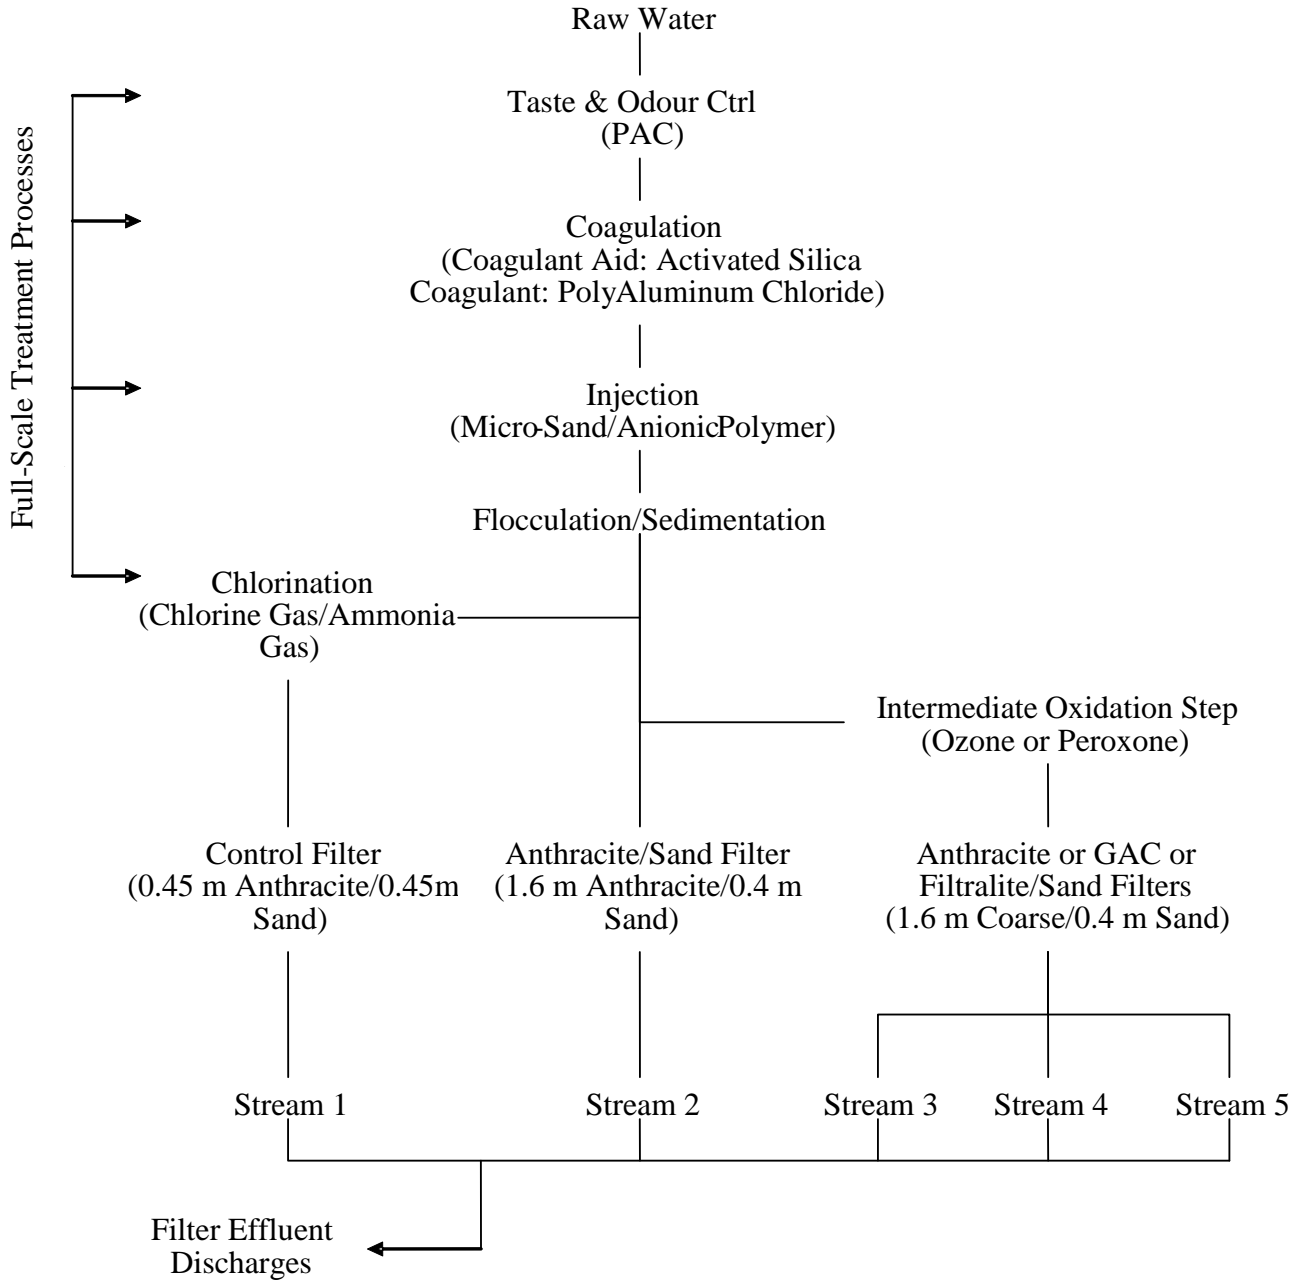 Raw Water
Taste & Odour Ctrl
(PAC)
Full-Scale Treatment Processes
Coagulation
(Coagulant Aid: Activated Silica
Coagulant: PolyAluminum Chloride)
Injection
(Micro-Sand/AnionicPolymer)
Flocculation/Sedimentation
Chlorination
(Chlorine Gas/Ammonia
Gas)
Intermediate Oxidation Step
(Ozone or Peroxone)
Control Filter
(0.45 m Anthracite/0.45m
Sand)
Anthracite/Sand Filter
(1.6 m Anthracite/0.4 m
Sand)
Anthracite or GAC or
Filtralite/Sand Filters
(1.6 m Coarse/0.4 m Sand)
Stream 1
Stream 2
Stream 3
Stream 4
Stream 5
Filter Effluent
Discharges